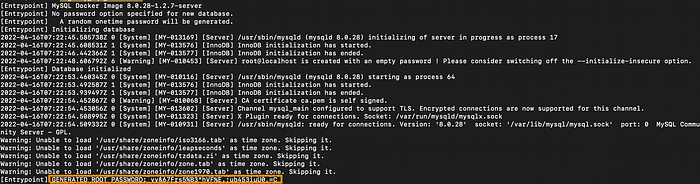 [Entrypoint] MySQL Docker Image 8.0.28-1.2.7-server
[Entrypoint] No password option specified for new database.
[Entrypoint]   A random onetime password will be generated.
[Entrypoint] Initializing database
2022-04-16T07:22:45.585738Z 0 [System] [MY-013169] [Server] /usr/sbin/mysqld (mysqld 8.0.28) initializing of server in progress as process 17
2022-04-16T07:22:45.608531Z 1 [System] [MY-013576] [InnoDB] InnoDB initialization has started.
2022-04-16T07:22:46.442366Z 1 [System] [MY-013577] [InnoDB] InnoDB initialization has ended.
2022-04-16T07:22:48.606792Z 6 [Warning] [MY-010453] [Server] root@localhost is created with an empty password ! Please consider switching off the --initialize-insecure option.
[Entrypoint] Database initialized
2022-04-16T07:22:53.460345Z 0 [System] [MY-010116] [Server] /usr/sbin/mysqld (mysqld 8.0.28) starting as process 64
2022-04-16T07:22:53.492587Z 1 [System] [MY-013576] [InnoDB] InnoDB initialization has started.
2022-04-16T07:22:53.939497Z 1 [System] [MY-013577] [InnoDB] InnoDB initialization has ended.
2022-04-16T07:22:54.452867Z 0 [Warning] [MY-010068] [Server] CA certificate ca.pem is self signed.
2022-04-16T07:22:54.453056Z 0 [System] [MY-013602] [Server] Channel mysql_main configured to support TLS. Encrypted connections are now supported for this channel.
2022-04-16T07:22:54.508995Z 0 [System] [MY-011323] [Server] X Plugin ready for connections. Socket: /var/run/mysqld/mysqlx.sock
2022-04-16T07:22:54.509332Z 0 [System] [MY-010931] [Server] /usr/sbin/mysqld: ready for connections. Version: '8.0.28'  socket: '/var/lib/mysql/mysql.sock'  port: 0  MySQL Commu
nity Server - GPL.
Warning: Unable to load '/usr/share/zoneinfo/iso3166.tab' as time zone. Skipping it.
Warning: Unable to load '/usr/share/zoneinfo/leapseconds' as time zone. Skipping it.
Warning: Unable to load '/usr/share/zoneinfo/tzdata.zi' as time zone. Skipping it.
Warning: Unable to load '/usr/share/zoneinfo/zone.tab' as time zone. Skipping it.
Warning: Unable to load '/usr/share/zoneinfo/zone1970.tab' as time zone. Skipping it.
[Entrypoint] GENERATED ROOT PASSWORD: